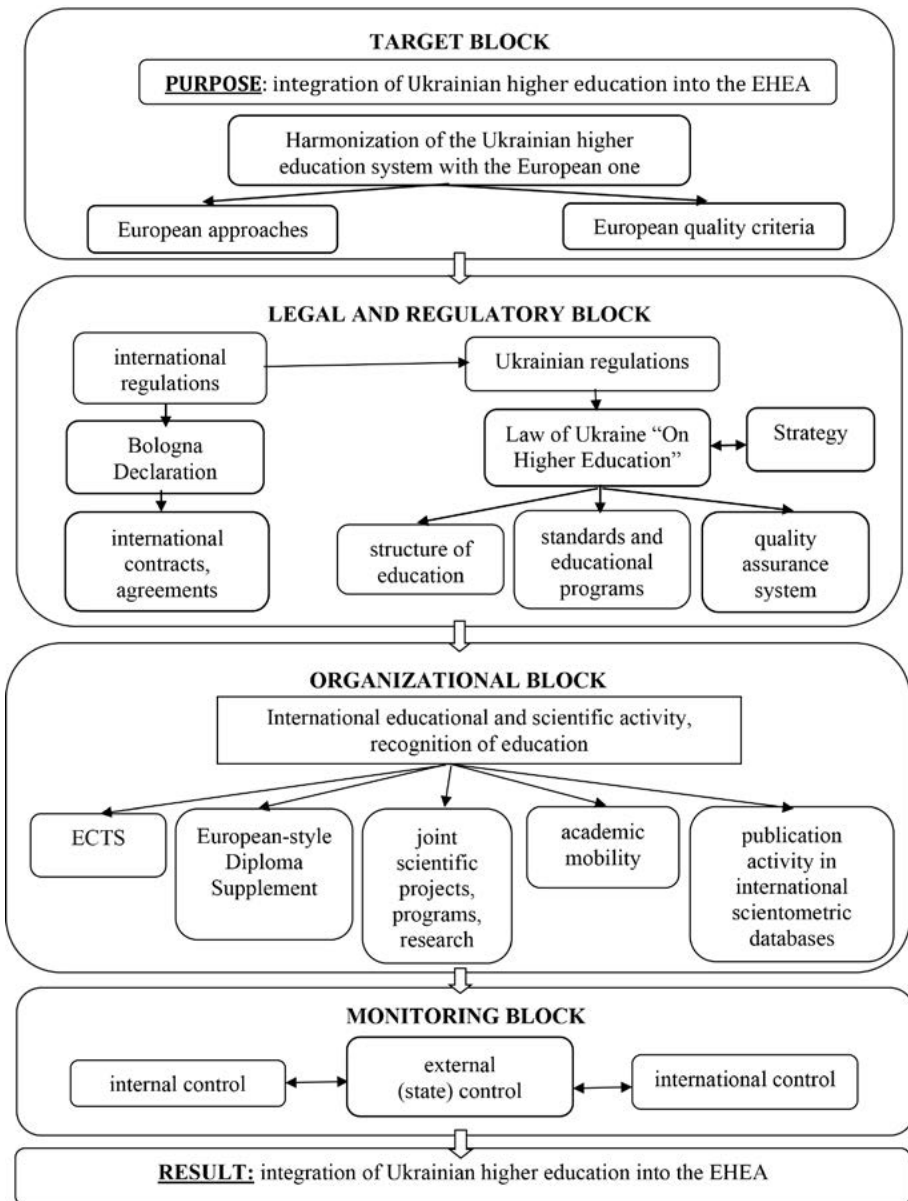 TARGET BLOCK
PURPOSE: integration of Ukrainian higher education into the EHEA
Harmonization of the Ukrainian higher
education system with the European one
European approaches
European quality criteria
LEGAL AND REGULATORY BLOCK
international
regulations
Ukrainian regulations
Bologna
Declaration
Law of Ukraine “On
Higher Education”
Strategy
international
contracts,
agreements
structure of
education
standards and
educational
programs
quality
assurance
system
ORGANIZATIONAL BLOCK
International educational and scientific activity,
recognition of education
ECTS
European-style
Diploma
Supplement
joint
scientific
projects,
programs,
research
academic
mobility
publication
activity in
international
scientometric
databases
MONITORING BLOCK
internal control
external
(state) control
international control
RESULT: integration of Ukrainian higher education into the EHEA